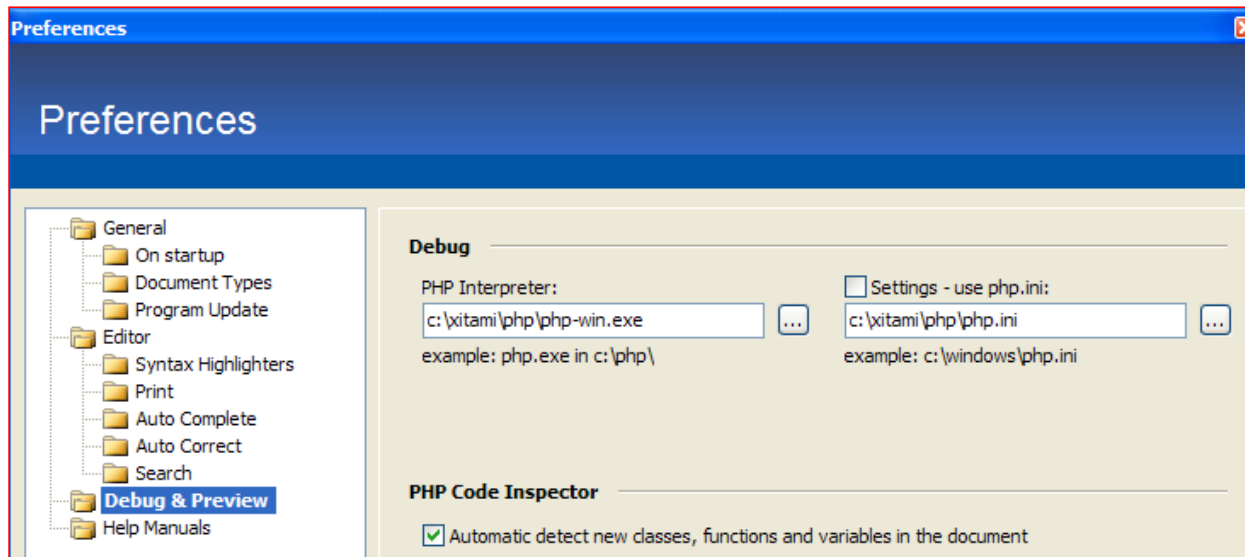 Preferences
Preferences
General
On startup
Document Types
Program Update
Editor
Syntax Highlighters
Print
Auto Complete
Auto Correct
Search
Debug & Preview
Help Manuals
Debug
PHP Interpreter:
c:\xitami\php\php-win.exe
...
example: php.exe in c:\php\
Settings - use php.ini:
c:\xitami\php\php.ini
...
example: c:\windows\php.ini
PHP Code Inspector
Automatic detect new classes, functions and variables in the document